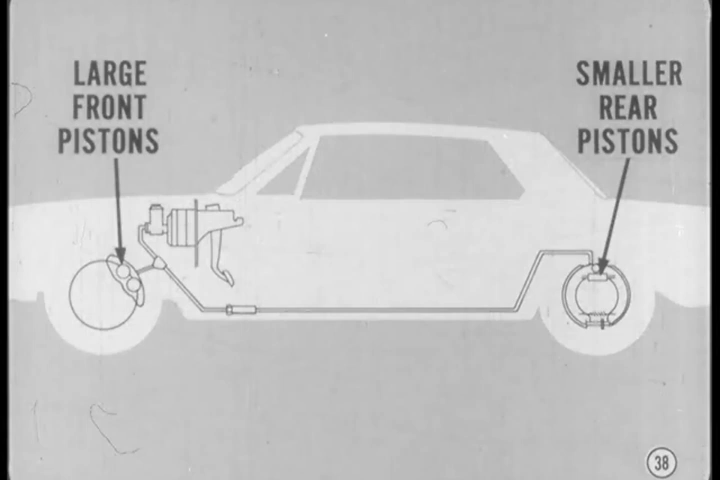 LARGE
FRONT
PISTONS
SMALLER
REAR
PISTONS
38